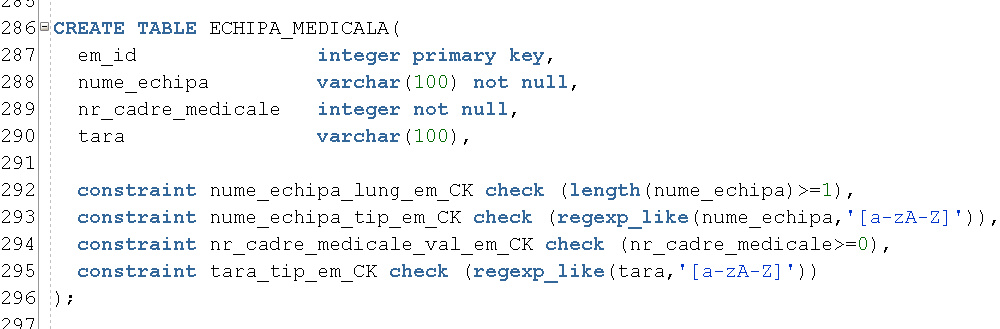 285
286 CREATE TABLE ECHIPA_MEDICALA(
287 em_id integer primary key,
288 nume_echipa varchar(100) not null,
289 nr_cadre_medicale integer not null,
290 tara varchar(100),
291
292 constraint nume_echipa_lung_em_CK check (length(nume_echipa)>=1),
293 constraint nume_echipa_tip_em_CK check (regexp_like(nume_echipa,'[a-zA-Z]')),
294 constraint nr_cadre_medicale_val_em_CK check (nr_cadre_medicale>=0),
295 constraint tara_tip_em_CK check (regexp_like(tara,'[a-zA-Z]'))
296 );
297